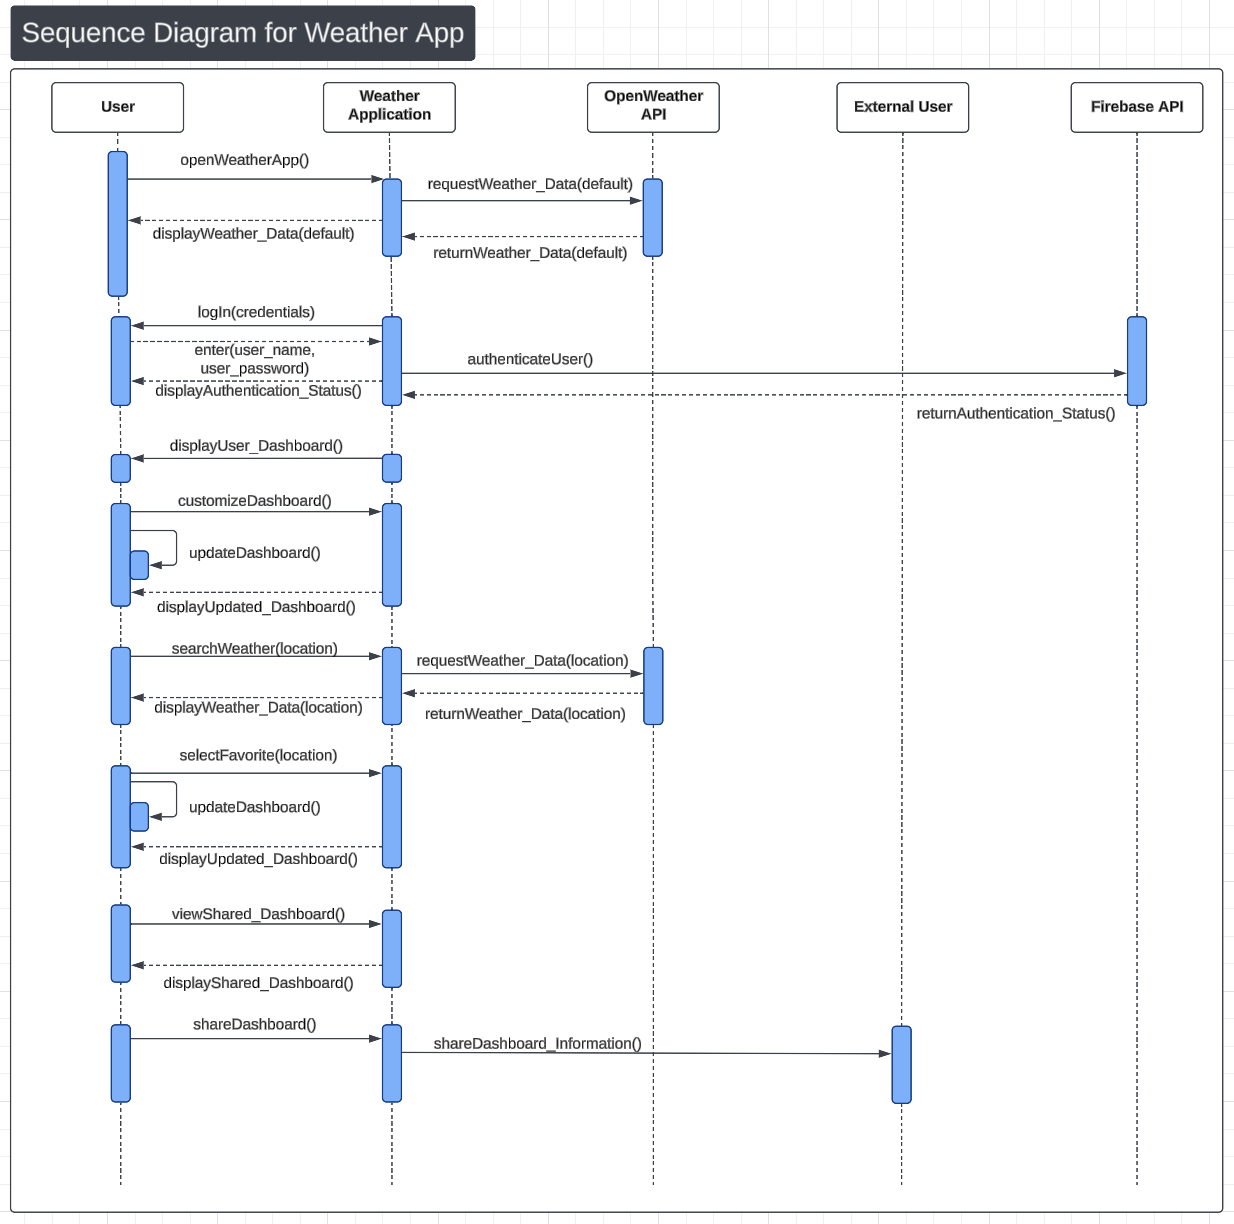 Sequence Diagram for Weather App
User
Weather
Application
OpenWeather
API
External User
Firebase API
openWeatherApp()
requestWeather_Data(default)
displayWeather_Data(default)
returnWeather_Data(default)
logIn(credentials)
enter(user_name,
user_password)
authenticateUser()
displayAuthentication_Status()
returnAuthentication_Status()
displayUser_Dashboard()
customizeDashboard()
updateDashboard()
displayUpdated_Dashboard()
searchWeather(location)
requestWeather_Data(location)
displayWeather_Data(location)
returnWeather_Data(location)
selectFavorite(location)
updateDashboard()
displayUpdated_Dashboard()
viewShared_Dashboard()
displayShared_Dashboard()
shareDashboard()
shareDashboard_Information()